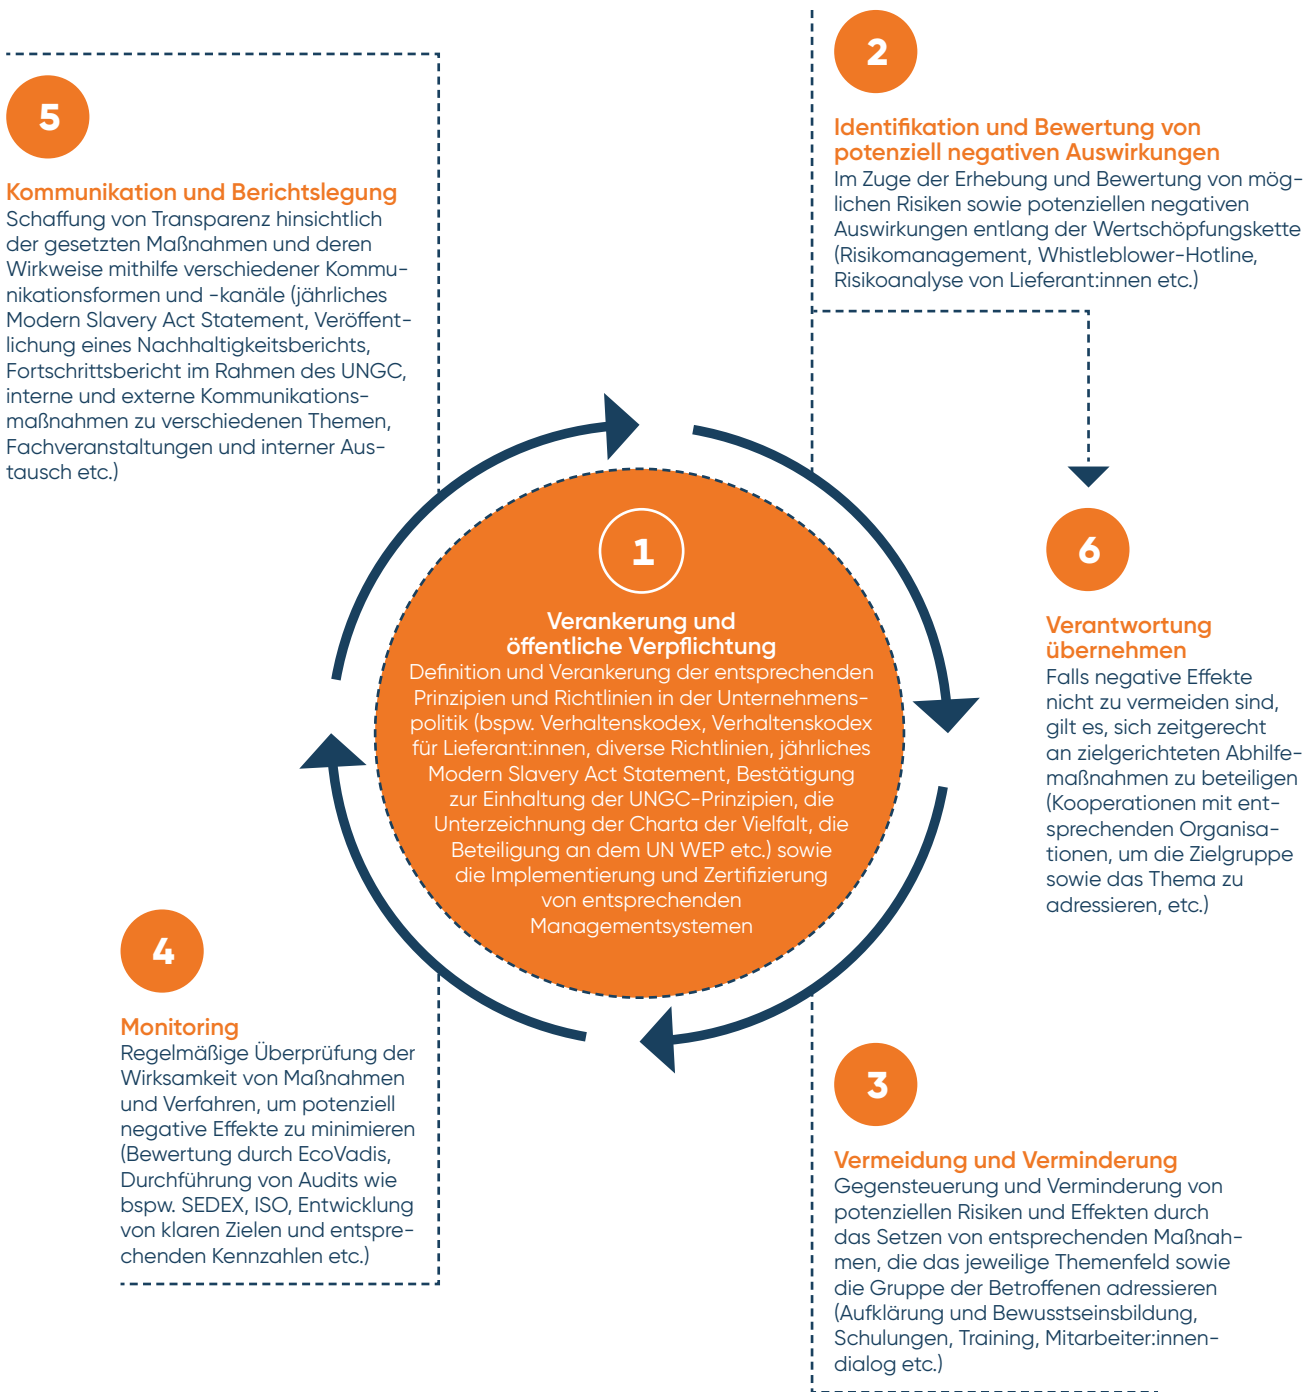 1
Verankerung und
öffentliche Verpflichtung
Definition und Verankerung der entsprechenden
Prinzipien und Richtlinien in der Unternehmens-
politik (bspw. Verhaltenskodex, Verhaltenskodex
für Lieferant:innen, diverse Richtlinien, jährliches
Modern Slavery Act Statement, Bestätigung
zur Einhaltung der UNGC-Prinzipien, die
Unterzeichnung der Charta der Vielfalt, die
Beteiligung an dem UN WEP etc.) sowie
die Implementierung und Zertifizierung
von entsprechenden
Managementsystemen
2
Identifikation und Bewertung von
potenziell negativen Auswirkungen
Im Zuge der Erhebung und Bewertung von mög-
lichen Risiken sowie potenziellen negativen
Auswirkungen entlang der Wertschöpfungskette
(Risikomanagement, Whistleblower-Hotline,
Risikoanalyse von Lieferant:innen etc.)
3
Vermeidung und Verminderung
Gegensteuerung und Verminderung von
potenziellen Risiken und Effekten durch
das Setzen von entsprechenden Maßnah-
men, die das jeweilige Themenfeld sowie
die Gruppe der Betroffenen adressieren
(Aufklärung und Bewusstseinsbildung,
Schulungen, Training, Mitarbeiter:innen-
dialog etc.)
4
Monitoring
Regelmäßige Überprüfung der
Wirksamkeit von Maßnahmen
und Verfahren, um potenziell
negative Effekte zu minimieren
(Bewertung durch EcoVadis,
Durchführung von Audits wie
bspw. SEDEX, ISO, Entwicklung
von klaren Zielen und entspre-
chenden Kennzahlen etc.)
5
Kommunikation und Berichtslegung
Schaffung von Transparenz hinsichtlich
der gesetzten Maßnahmen und deren
Wirkweise mithilfe verschiedener Kommu-
nikationsformen und -kanäle (jährliches
Modern Slavery Act Statement, Veröffent-
lichung eines Nachhaltigkeitsberichts,
Fortschrittsbericht im Rahmen des UNGC,
interne und externe Kommunikations-
maßnahmen zu verschiedenen Themen,
Fachveranstaltungen und interner Aus-
tausch etc.)
6
Verantwortung
übernehmen
Falls negative Effekte
nicht zu vermeiden sind,
gilt es, sich zeitgerecht
an zielgerichteten Abhilfe-
maßnahmen zu beteiligen
(Kooperationen mit ent-
sprechenden Organisa-
tionen, um die Zielgruppe
sowie das Thema zu
adressieren, etc.)